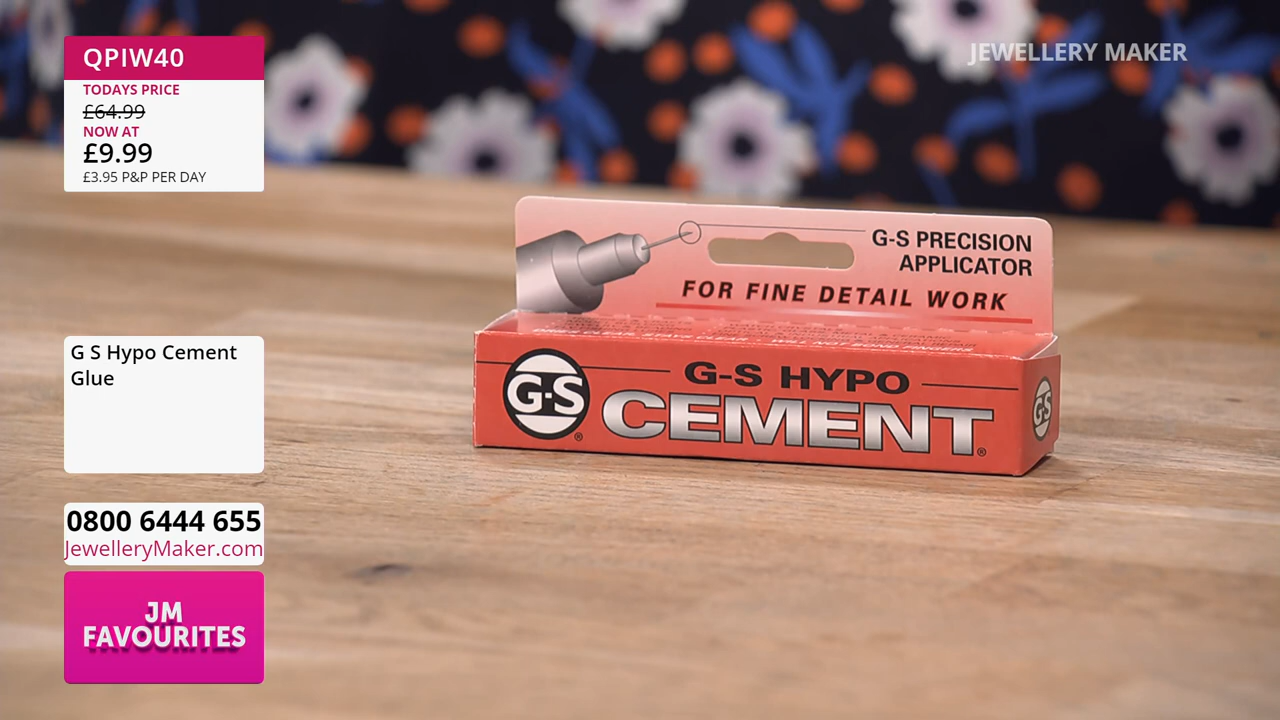 QPIW40
TODAYS PRICE
£64.99
NOW AT
£9.99
£3.95 P&P PER DAY
JEWELLERY MAKER
G-S PRECISION
APPLICATOR
FOR FINE DETAIL WORK
G-S HYPO
CEMENT®
G-S®
GS
G S Hypo Cement
Glue
0800 6444 655
JewelleryMaker.com
JM
FAVOURITES